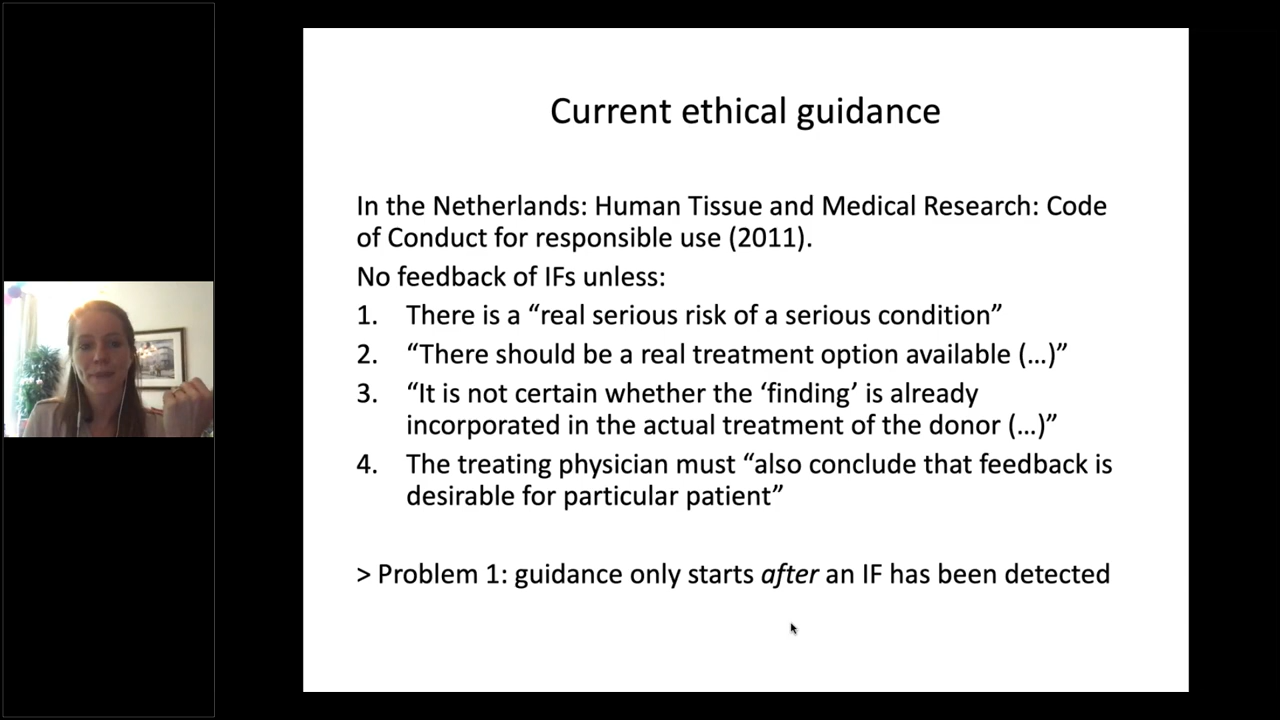 Current ethical guidance
In the Netherlands: Human Tissue and Medical Research: Code
of Conduct for responsible use (2011).
No feedback of IFs unless:
1. There is a “real serious risk of a serious condition”
2. “There should be a real treatment option available (...)”
3. “It is not certain whether the ‘finding’ is already
incorporated in the actual treatment of the donor (...)”
4. The treating physician must “also conclude that feedback is
desirable for particular patient”
> Problem 1: guidance only starts after an IF has been detected